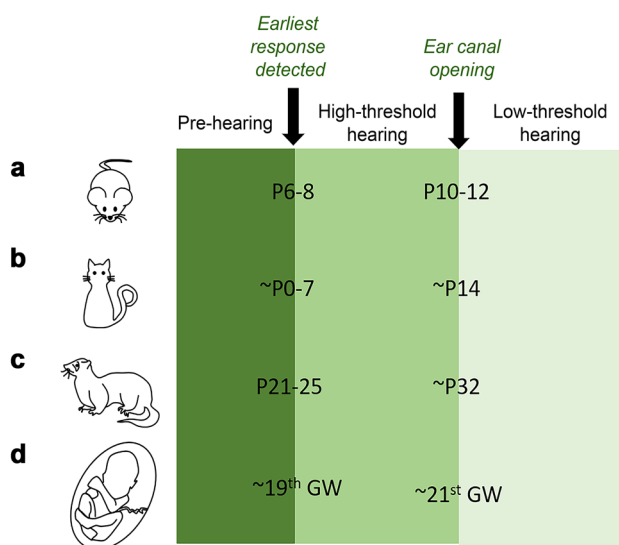 Earliest
response
detected
Ear canal
opening
Pre-hearing
High-threshold
hearing
Low-threshold
hearing
a
P6-8
P10-12
b
~P0-7
~P14
c
P21-25
~P32
d
~19th GW
~21st GW